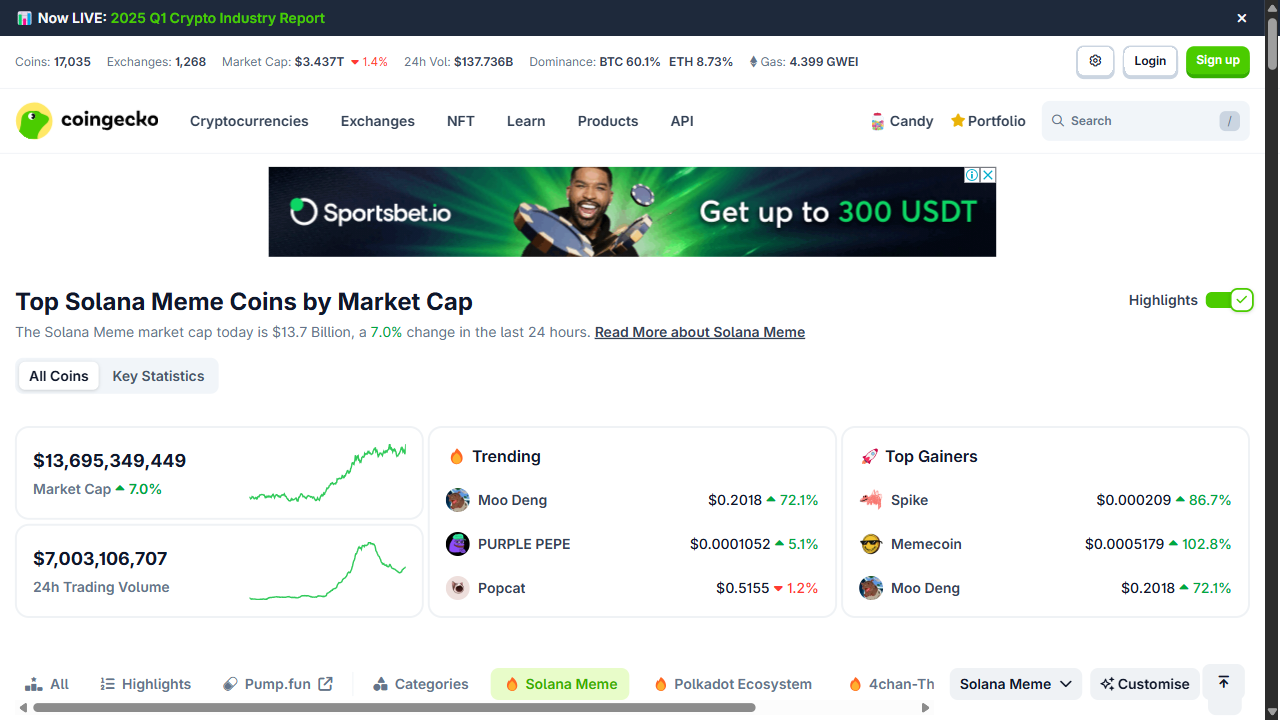 Now LIVE: 2025 Q1 Crypto Industry Report
Coins: 17,035 Exchanges: 1,268 Market Cap: $3.437T 1.4% 24h Vol: $137.736B Dominance: BTC 60.1% ETH 8.73% Gas: 4.399 GWEI Login Sign up
coingecko Cryptocurrencies Exchanges NFT Learn Products API Candy Portfolio Search /
Sportsbet.io Get up to 300 USDT
Top Solana Meme Coins by Market Cap Highlights
The Solana Meme market cap today is $13.7 Billion, a 7.0% change in the last 24 hours. Read More about Solana Meme
All Coins Key Statistics
$13,695,349,449
Market Cap 7.0%
$7,003,106,707
24h Trading Volume
Trending
Moo Deng $0.2018 72.1%
PURPLE PEPE $0.0001052 5.1%
Popcat $0.5155 1.2%
Top Gainers
Spike $0.000209 86.7%
Memecoin $0.0005179 102.8%
Moo Deng $0.2018 72.1%
All Highlights Pump.fun Categories Solana Meme Polkadot Ecosystem 4chan-Th Solana Meme Customise